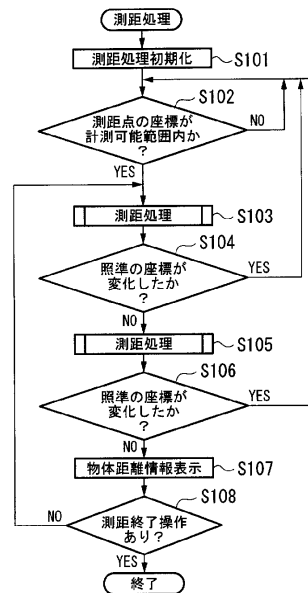 測距処理
測距処理初期化
S101
S102
測距点の座標が
計測可能範囲内か
?
NO
YES
測距処理
S103
S104
照準の座標が
変化したか
?
YES
NO
測距処理
S105
S106
照準の座標が
変化したか
?
YES
NO
物体距離情報表示
S107
S108
NO
測距終了操作
あり?
YES
終了